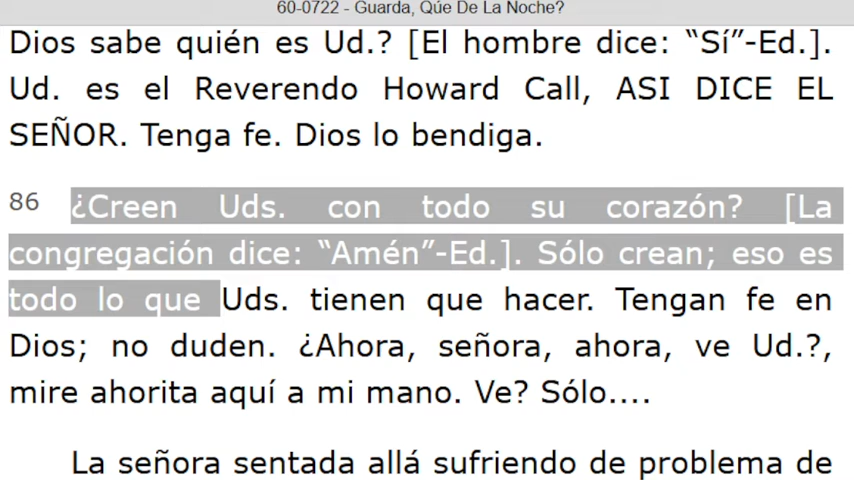 60-0722 - Guarda, Qúe De La Noche?
Dios sabe quién es Ud.? [El hombre dice: “Sí”-Ed.].
Ud. es el Reverendo Howard Call, ASI DICE EL
SEÑOR. Tenga fe. Dios lo bendiga.
86 ¿Creen Uds. con todo su corazón? [La
congregación dice: “Amén”-Ed.]. Sólo crean; eso es
todo lo que Uds. tienen que hacer. Tengan fe en
Dios; no duden. ¿Ahora, señora, ahora, ve Ud.?,
mire ahorita aquí a mi mano. Ve? Sólo....
La señora sentada allá sufriendo de problema de